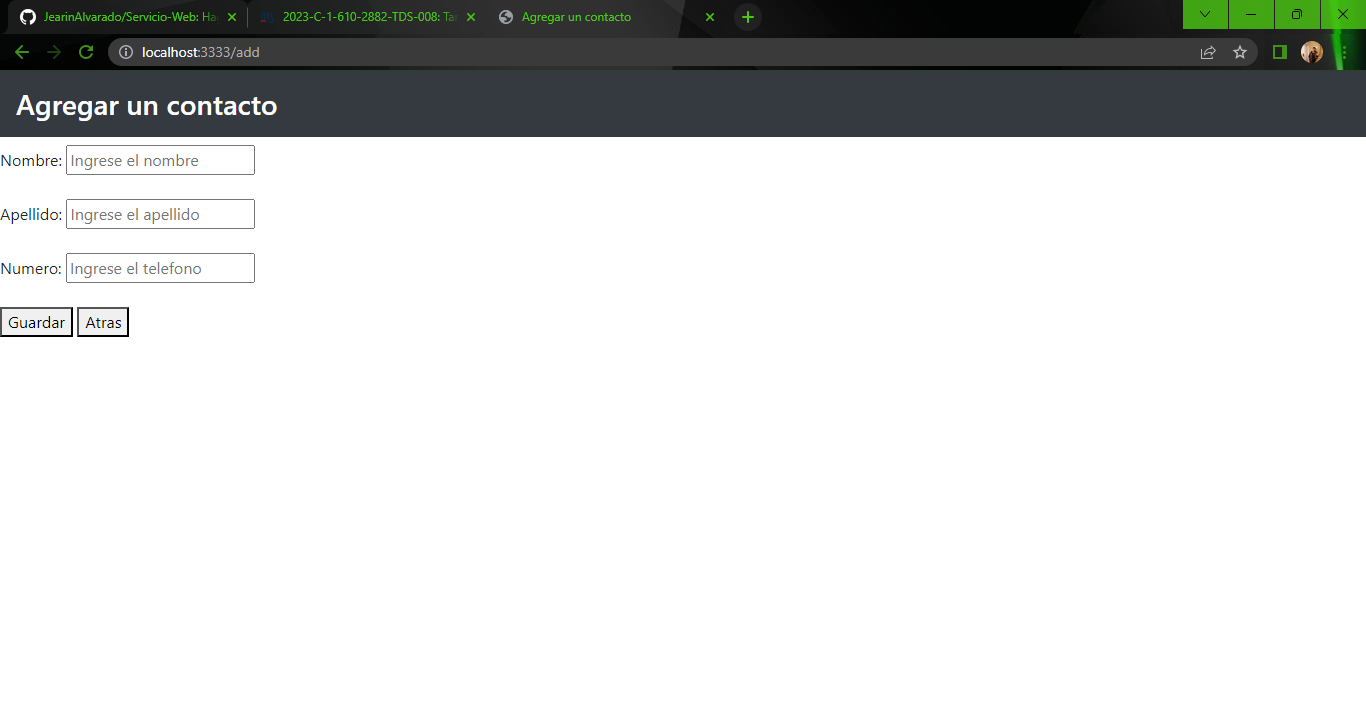 JearinAlvarado/Servicio-Web: Ha
2023-C-1-610-2882-TDS-008: Ta
Agregar un contacto
localhost:3333/add
Agregar un contacto
Nombre: Ingrese el nombre
Apellido: Ingrese el apellido
Numero: Ingrese el telefono
Guardar Atras